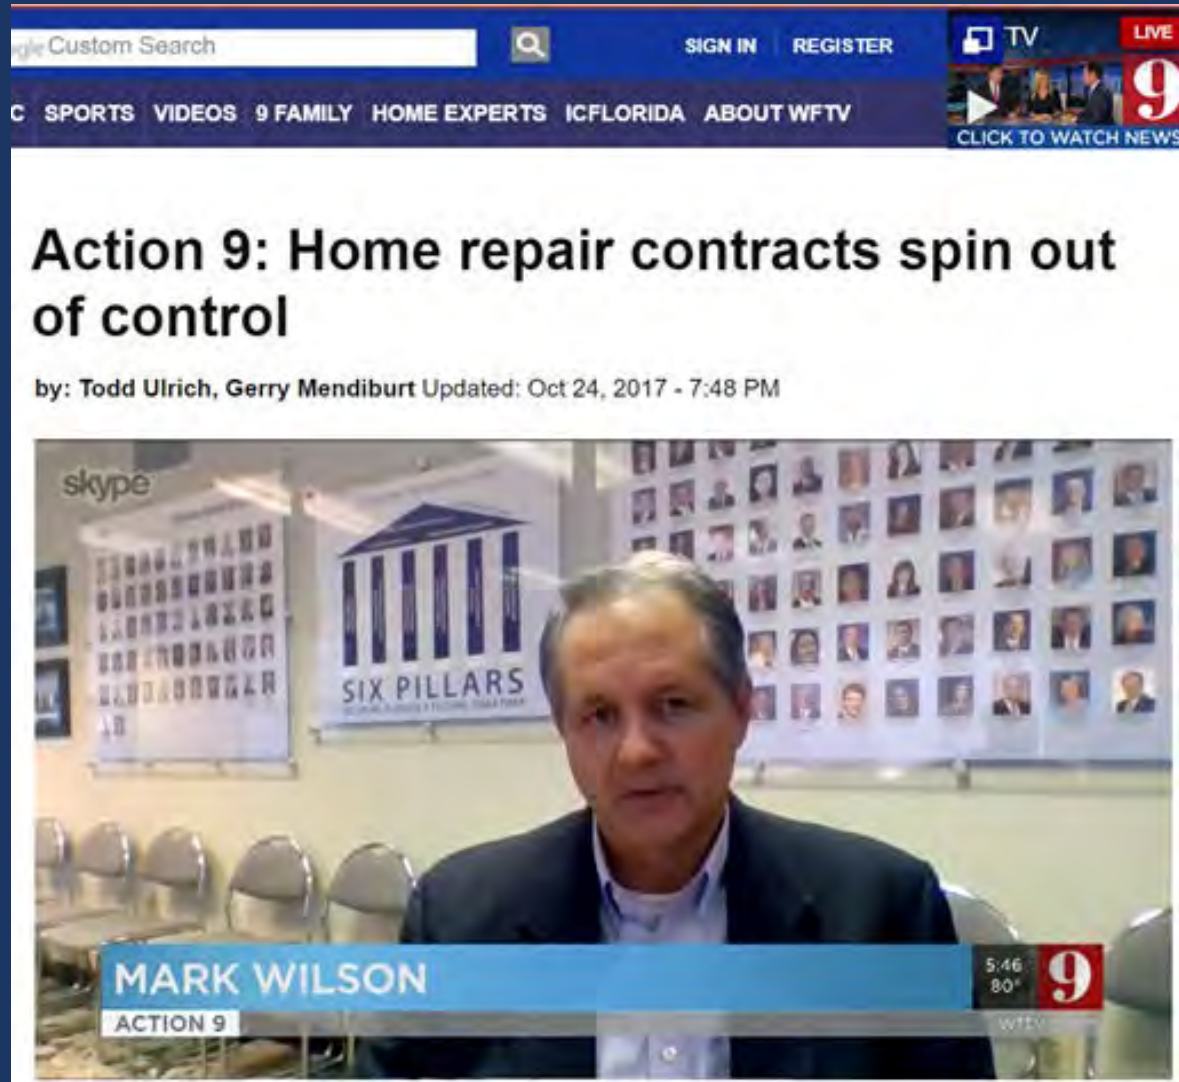 Custom Search
SIGN IN REGISTER
TV LIVE
9
CLICK TO WATCH NEWS
C SPORTS VIDEOS 9 FAMILY HOME EXPERTS ICFLORIDA ABOUT WFTV
Action 9: Home repair contracts spin out
of control
by: Todd Ulrich, Gerry Mendiburt Updated: Oct 24, 2017 - 7:48 PM
skype
SIX PILLARS
MARK WILSON
5:46
80°
9
ACTION 9
wftv